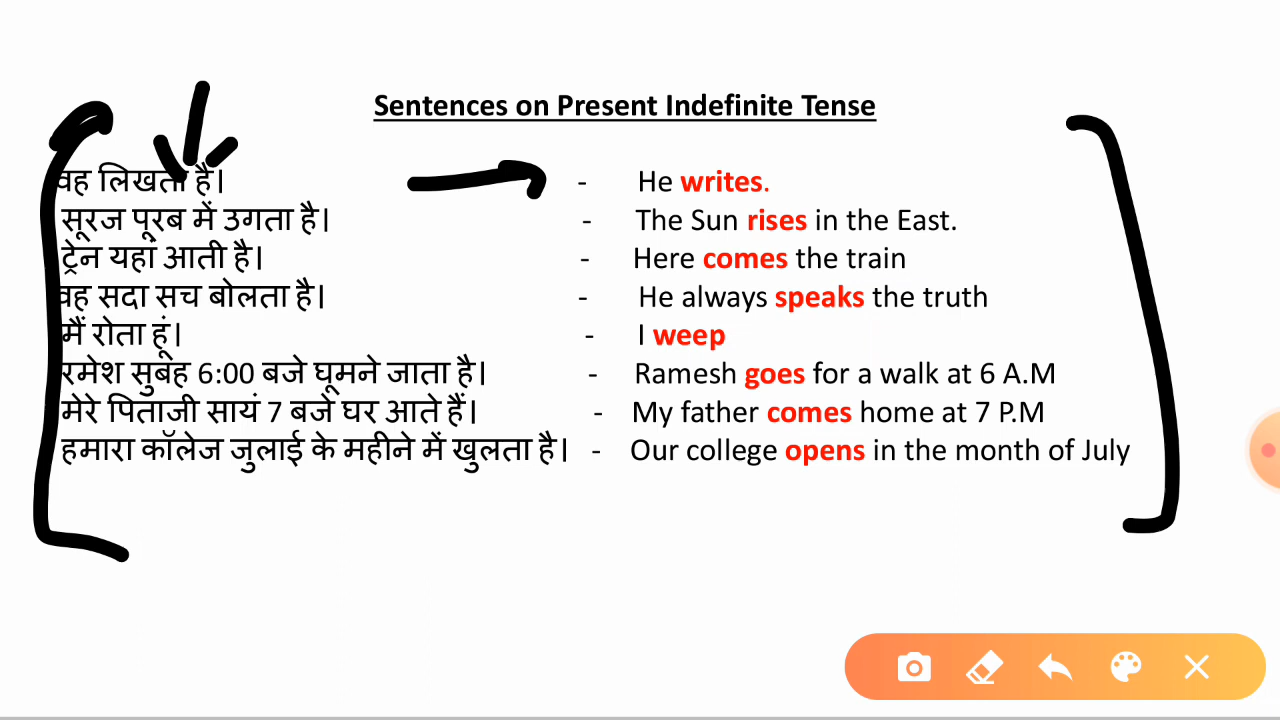 Sentences on Present Indefinite Tense
वह लिखता है। - He writes.
सूरज पूरब में उगता है। - The Sun rises in the East.
ट्रेन यहां आती है। - Here comes the train
वह सदा सच बोलता है। - He always speaks the truth
मैं रोता हूं। - I weep
रमेश सुबह 6:00 बजे घूमने जाता है। - Ramesh goes for a walk at 6 A.M
मेरे पिताजी सायं 7 बजे घर आते हैं। - My father comes home at 7 P.M
हमारा कॉलेज जुलाई के महीने में खुलता है। - Our college opens in the month of July